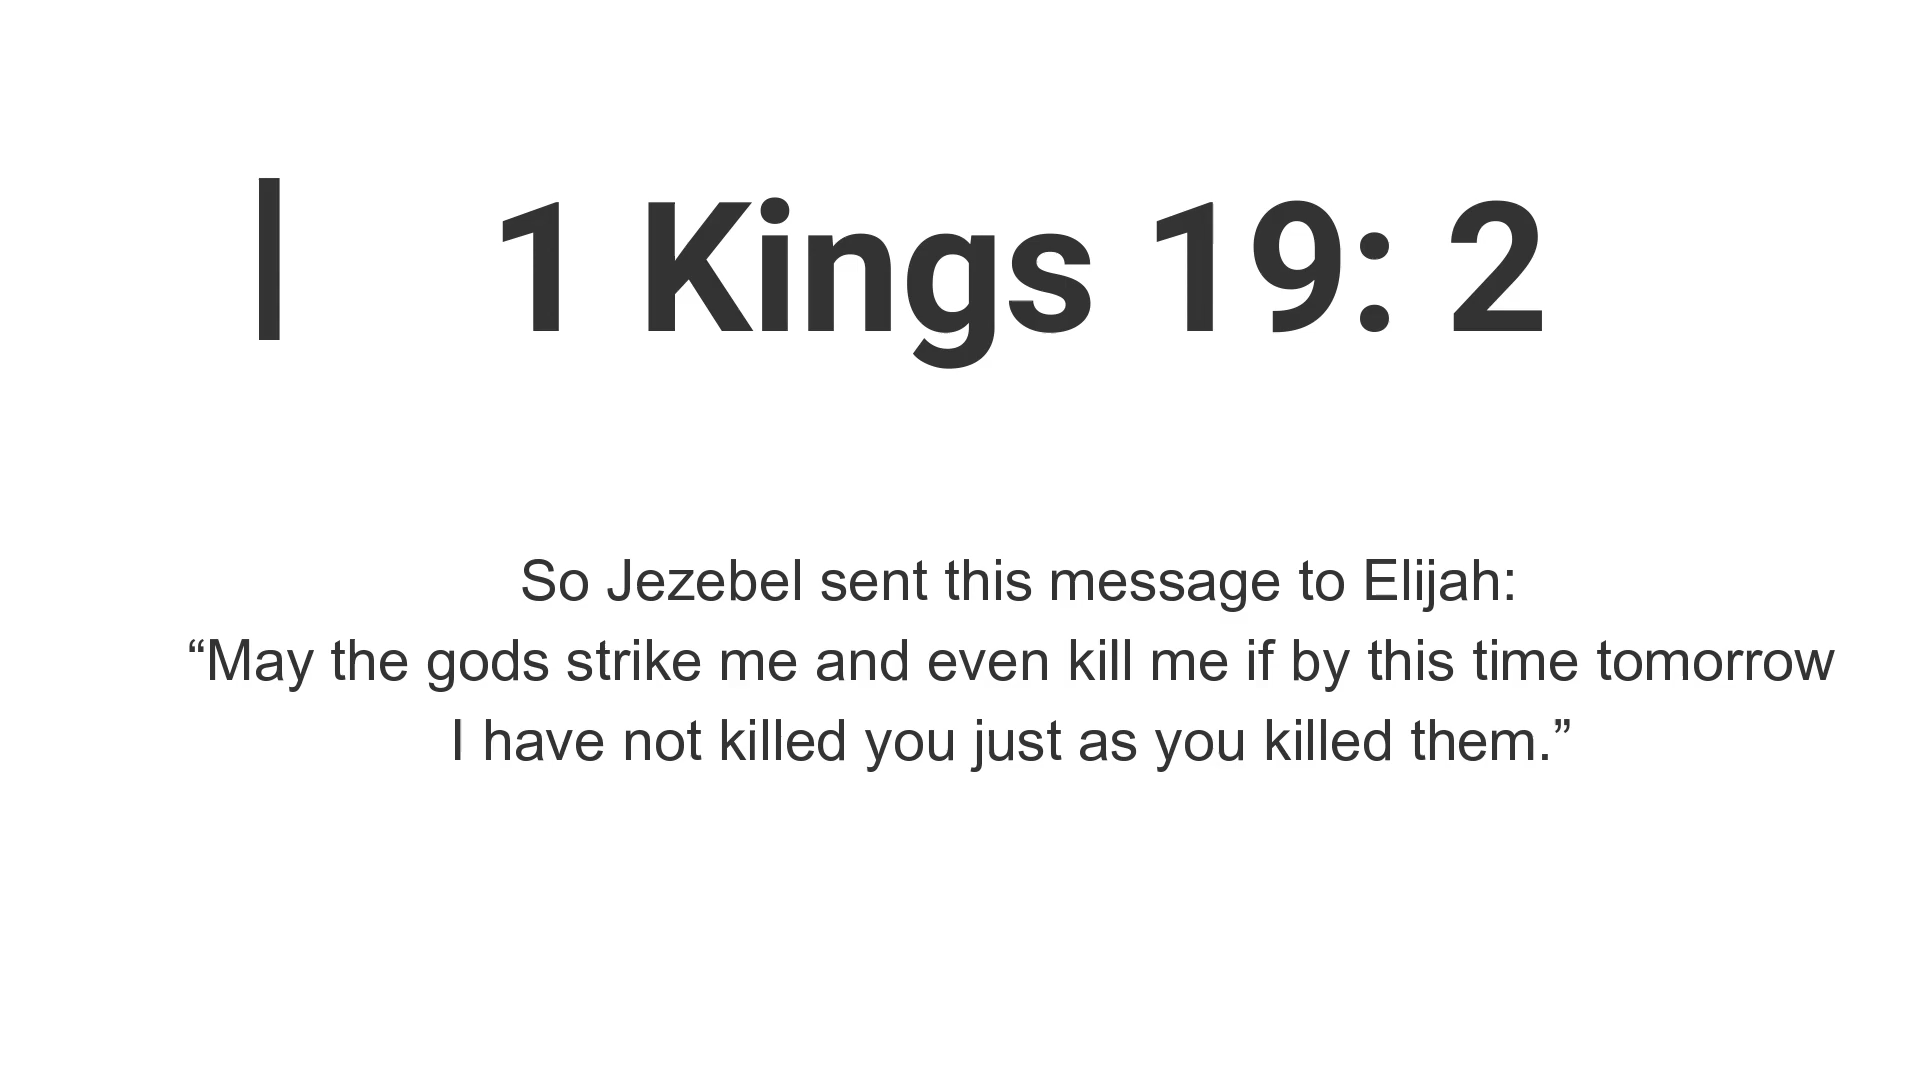 1 Kings 19: 2
So Jezebel sent this message to Elijah:
“May the gods strike me and even kill me if by this time tomorrow
I have not killed you just as you killed them.”